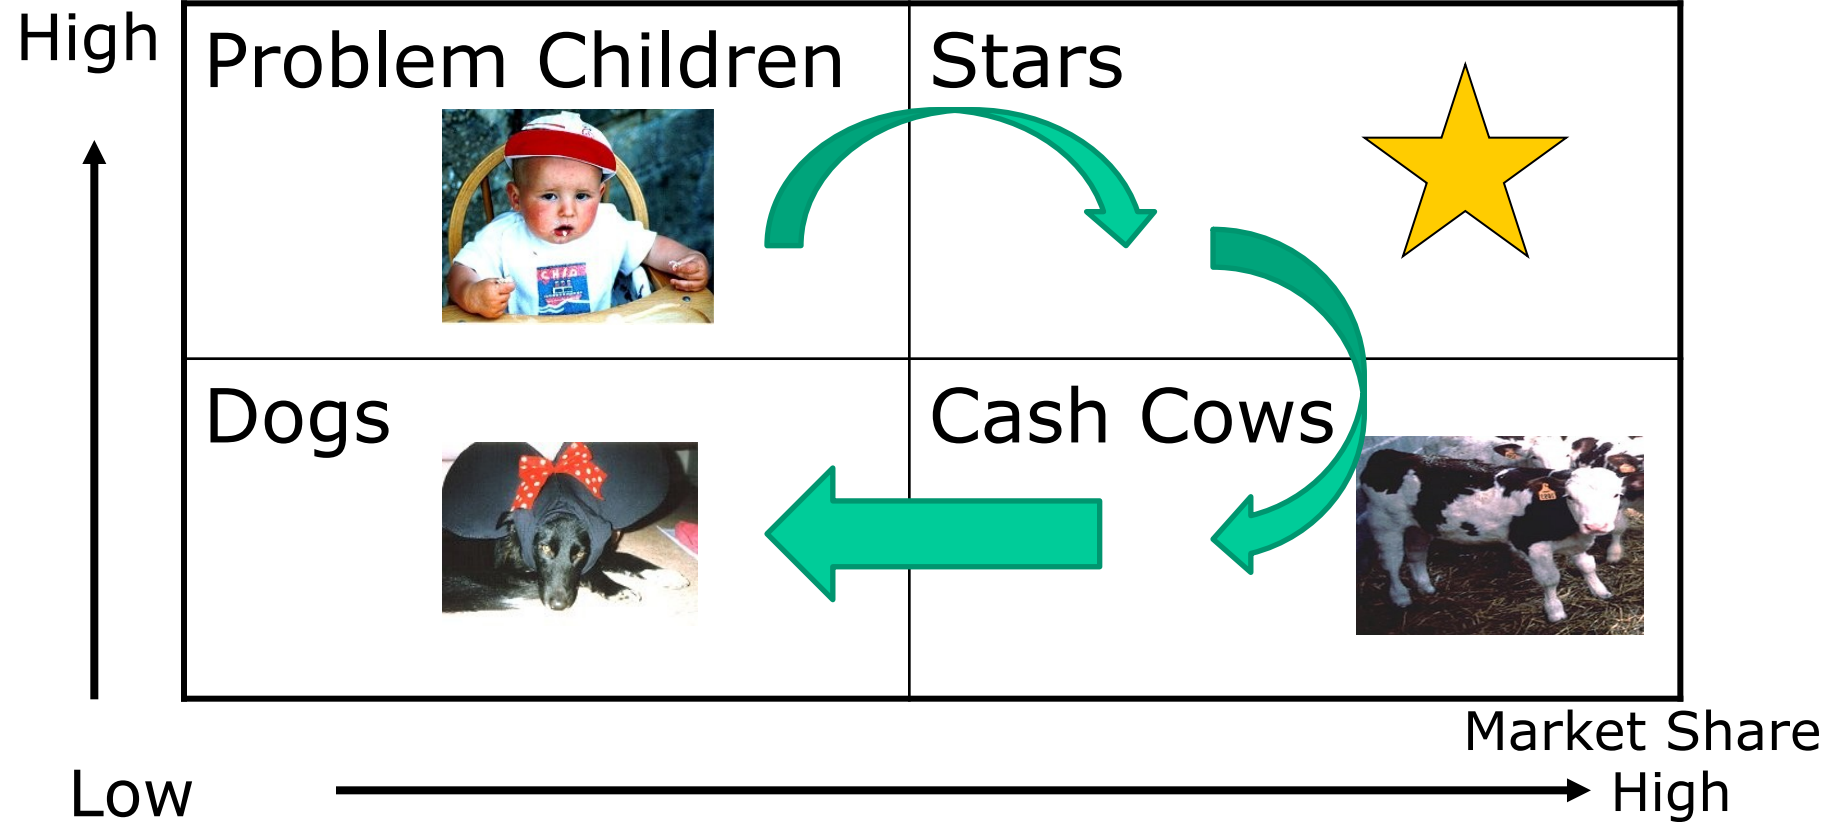 High
Problem Children
Stars
Dogs
Cash Cows
Market Share
Low
High